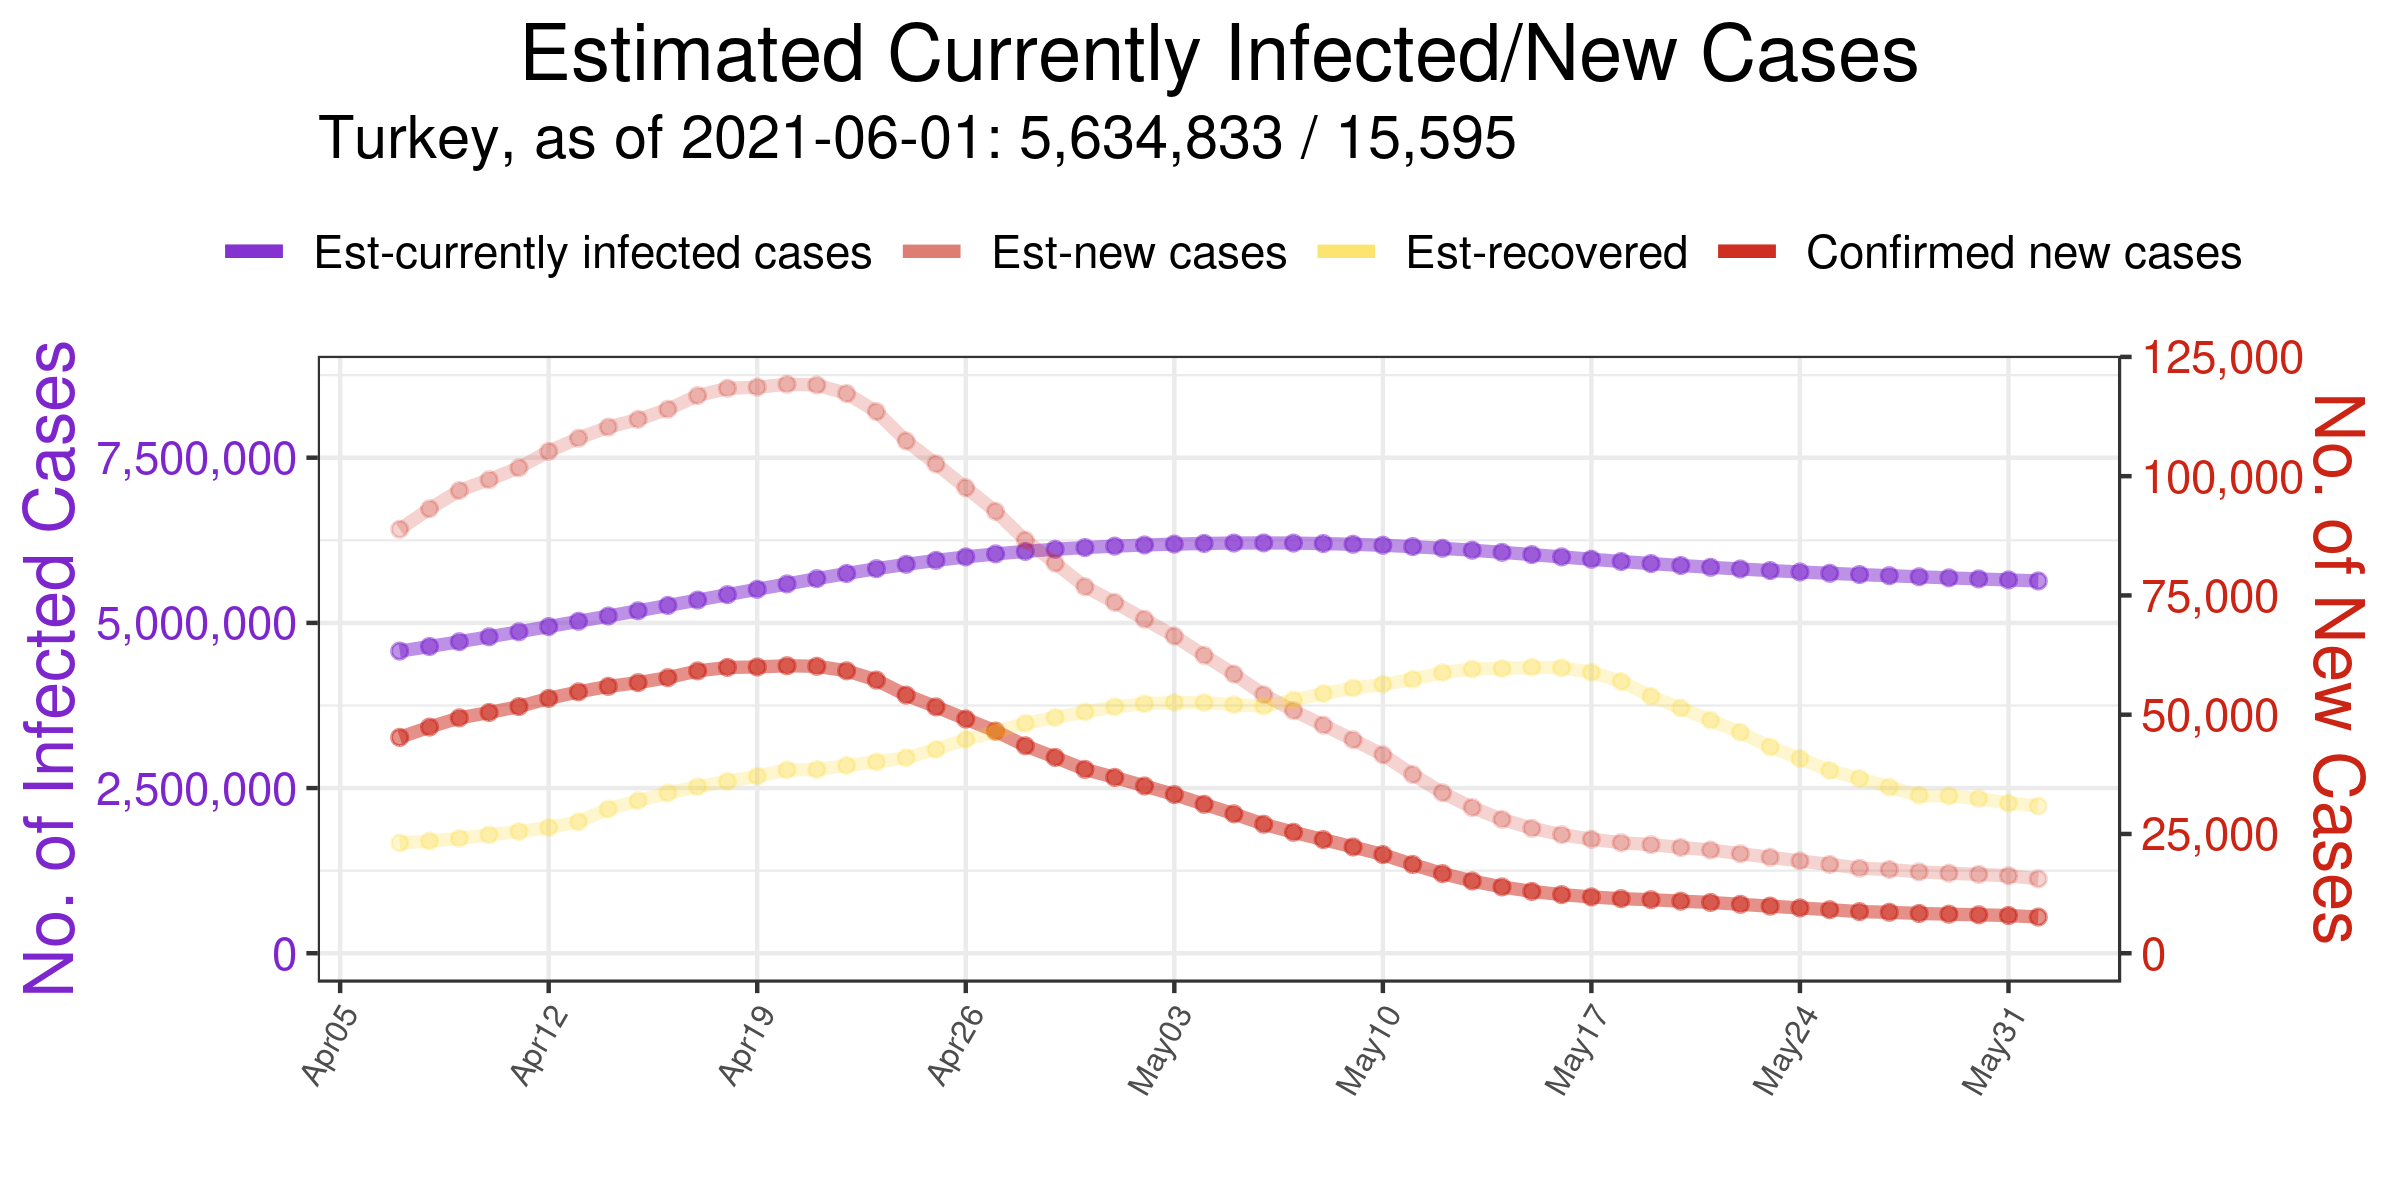 Estimated Currently Infected/New Cases
Turkey, as of 2021-06-01: 5,634,833 / 15,595
Est-currently infected cases Est-new cases Est-recovered Confirmed new cases
No. of Infected Cases
7,500,000
5,000,000
2,500,000
0
125,000
100,000
75,000
50,000
25,000
0
No. of New Cases
Apr05 Apr12 Apr19 Apr26 May03 May10 May17 May24 May31